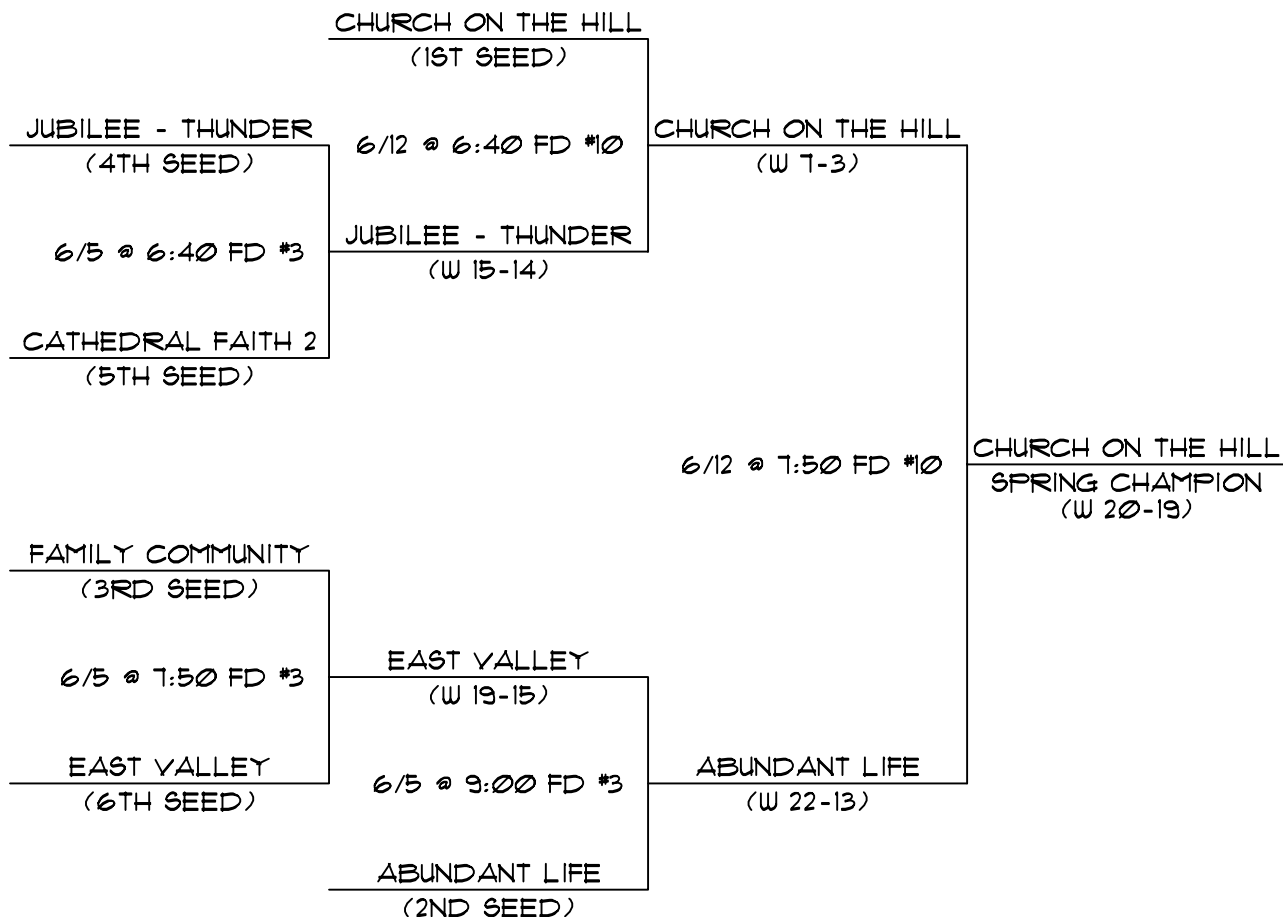 CHURCH ON THE HILL
(1ST SEED)
JUBILEE - THUNDER
(4TH SEED)
6/12 @ 6:40 FD #10
CHURCH ON THE HILL
(W 7-3)
6/5 @ 6:40 FD #3
JUBILEE - THUNDER
(W 15-14)
CATHEDRAL FAITH 2
(5TH SEED)
6/12 @ 7:50 FD #10
CHURCH ON THE HILL
SPRING CHAMPION
(W 20-19)
FAMILY COMMUNITY
(3RD SEED)
6/5 @ 7:50 FD #3
EAST VALLEY
(W 19-15)
EAST VALLEY
(6TH SEED)
6/5 @ 9:00 FD #3
ABUNDANT LIFE
(W 22-13)
ABUNDANT LIFE
(2ND SEED)